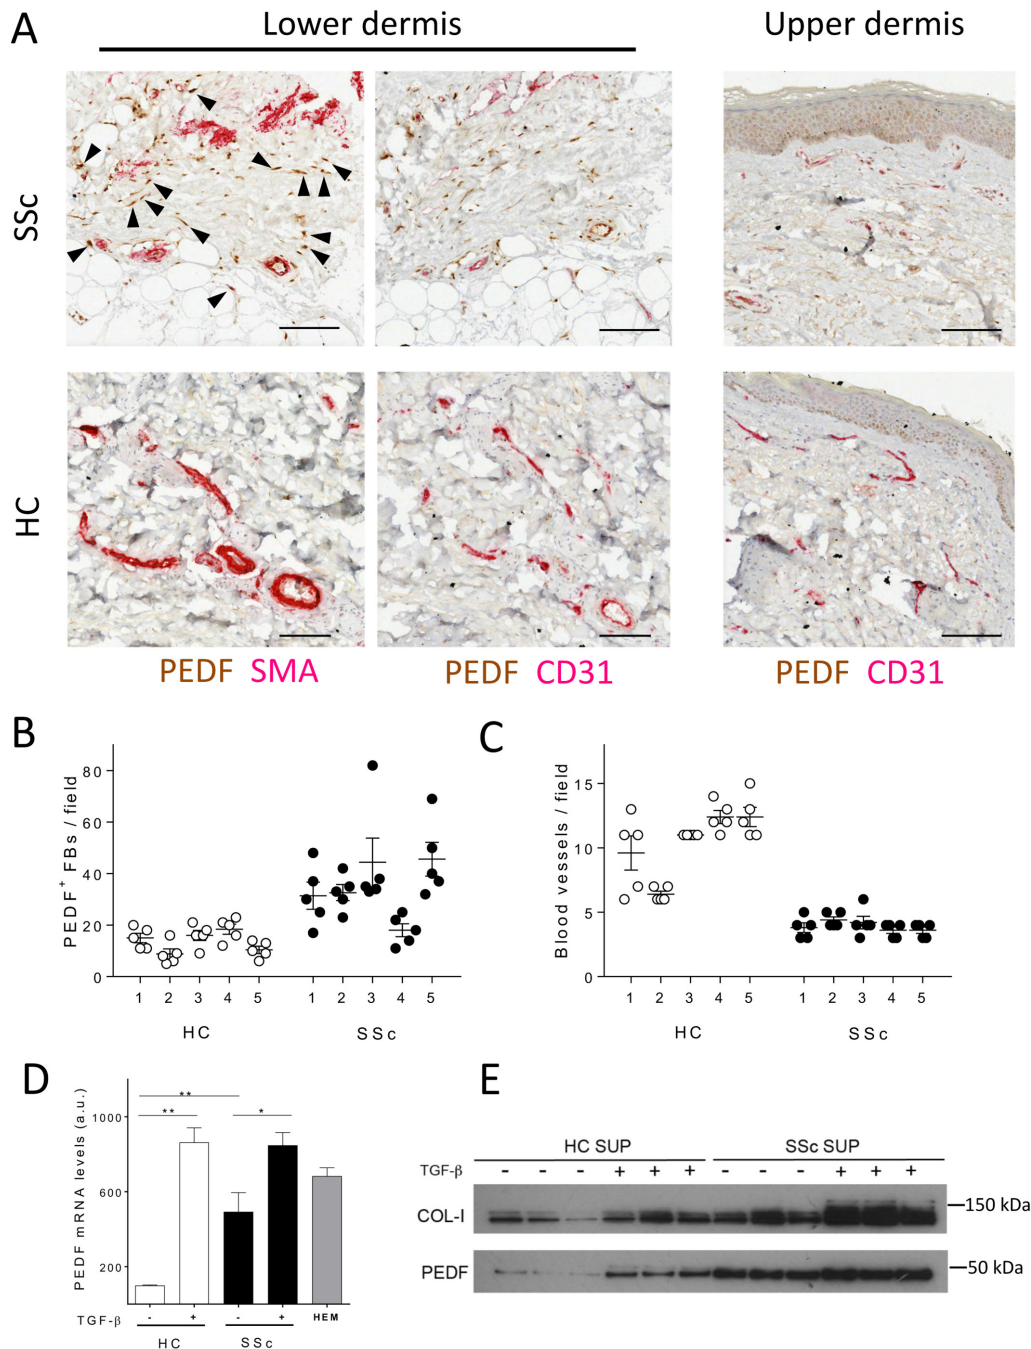 A
Lower dermis
Upper dermis
SSc
HC
PEDF SMA
PEDF CD31
PEDF CD31
B
PEDF+ FBs / field
80
60
40
20
0
1 2 3 4 5
1 2 3 4 5
HC
SSc
C
Blood vessels / field
15
10
5
0
1 2 3 4 5
1 2 3 4 5
HC
SSc
D
PEDF mRNA levels (a.u.)
1000
600
200
**
**
*
TGF-β - + - + HEM
HC SSc
E
HC SUP SSc SUP
TGF-β - - - + + + - - - + + +
COL-I 150 kDa
PEDF 50 kDa